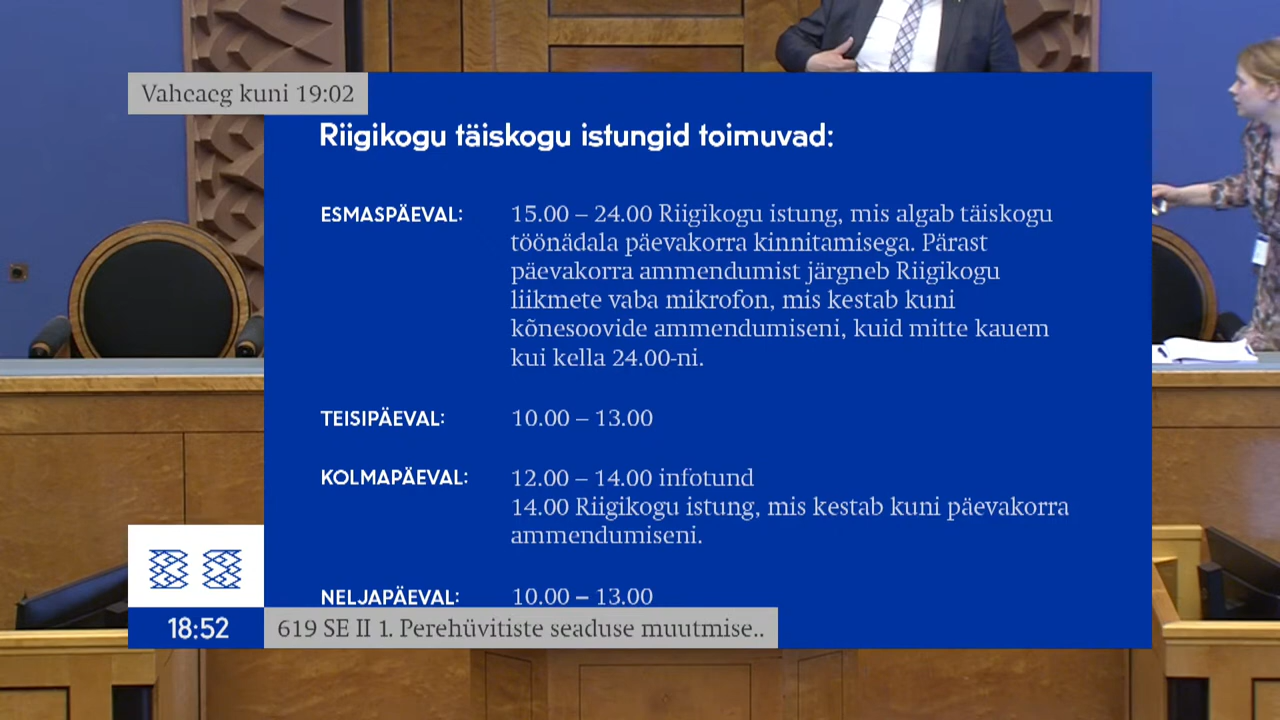 Vaheaeg kuni 19:02
Riigikogu täiskogu istungid toimuvad:
ESMASPÄEVAL: 15.00 – 24.00 Riigikogu istung, mis algab täiskogu
töönädala päevakorra kinnitamisega. Pärast
päevakorra ammendumist järgneb Riigikogu
liikmete vaba mikrofon, mis kestab kuni
kõnesoovide ammendumiseni, kuid mitte kauem
kui kella 24.00-ni.
TEISIPÄEVAL: 10.00 – 13.00
KOLMAPÄEVAL: 12.00 – 14.00 infotund
14.00 Riigikogu istung, mis kestab kuni päevakorra
ammendumiseni.
NELJAPÄEVAL: 10.00 – 13.00
18:52 619 SE II 1. Perehüvitiste seaduse muutmise..